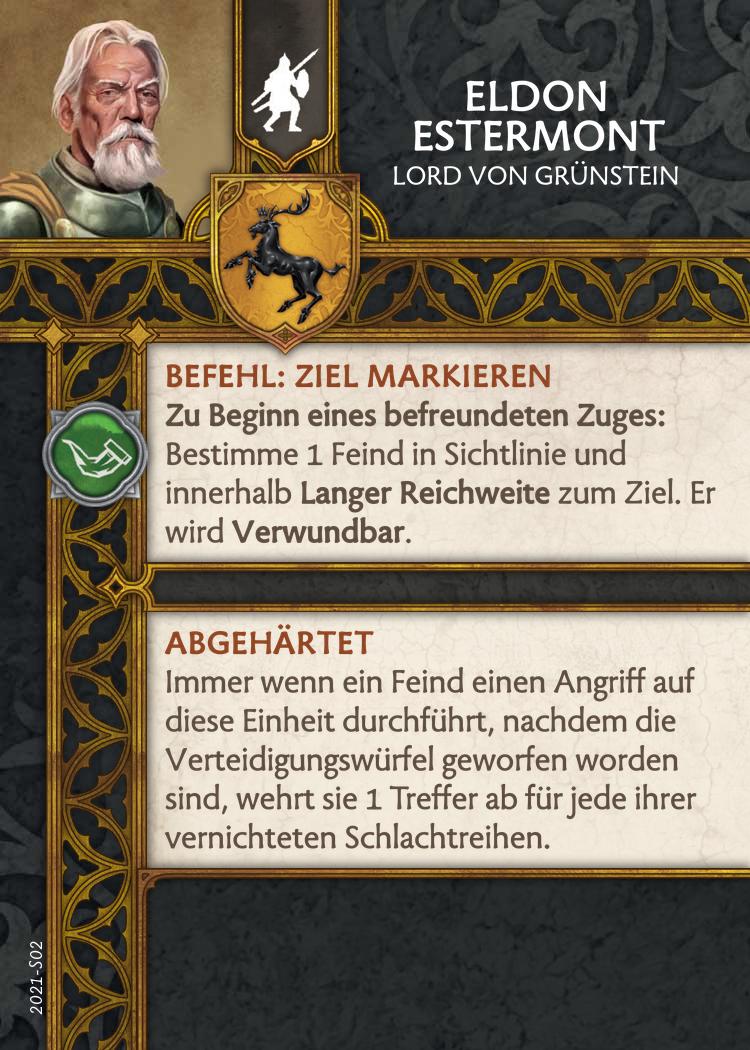 ELDON
ESTERMONT
LORD VON GRÜNSTEIN
BEFEHL: ZIEL MARKIEREN
Zu Beginn eines befreundeten Zuges:
Bestimme 1 Feind in Sichtlinie und
innerhalb Langer Reichweite zum Ziel. Er
wird Verwundbar.
ABGEHÄRTET
Immer wenn ein Feind einen Angriff auf
diese Einheit durchführt, nachdem die
Verteidigungswürfel geworfen worden
sind, wehrt sie 1 Treffer ab für jede ihrer
vernichteten Schlachtreihen.
2021-S02